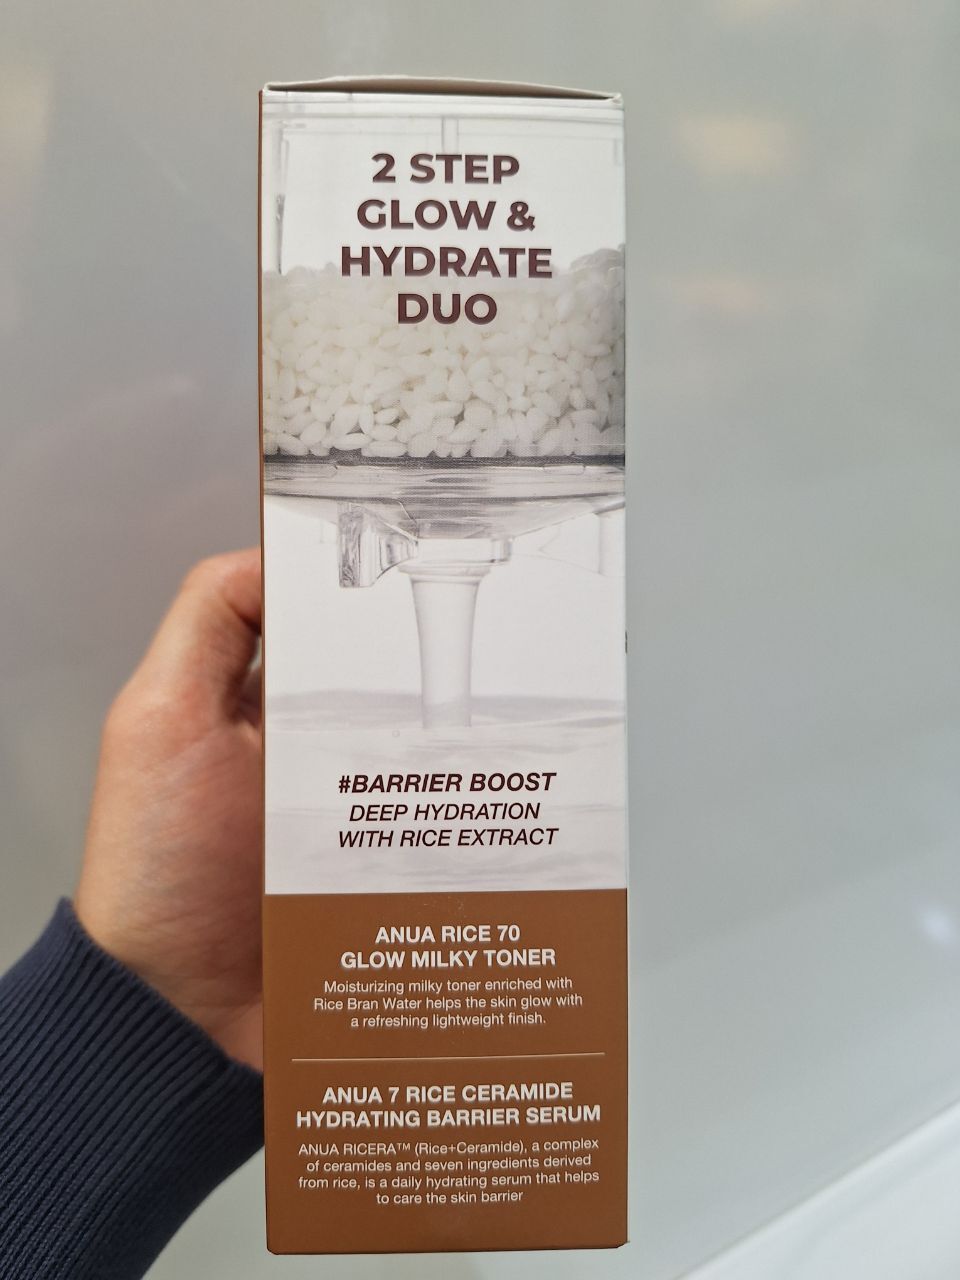 2 STEP
GLOW &
HYDRATE
DUO
#BARRIER BOOST
DEEP HYDRATION
WITH RICE EXTRACT
ANUA RICE 70
GLOW MILKY TONER
Moisturizing milky toner enriched with
Rice Bran Water helps the skin glow with
a refreshing lightweight finish.
ANUA 7 RICE CERAMIDE
HYDRATING BARRIER SERUM
ANUA RICERA™ (Rice+Ceramide), a complex
of ceramides and seven ingredients derived
from rice, is a daily hydrating serum that helps
to care the skin barrier